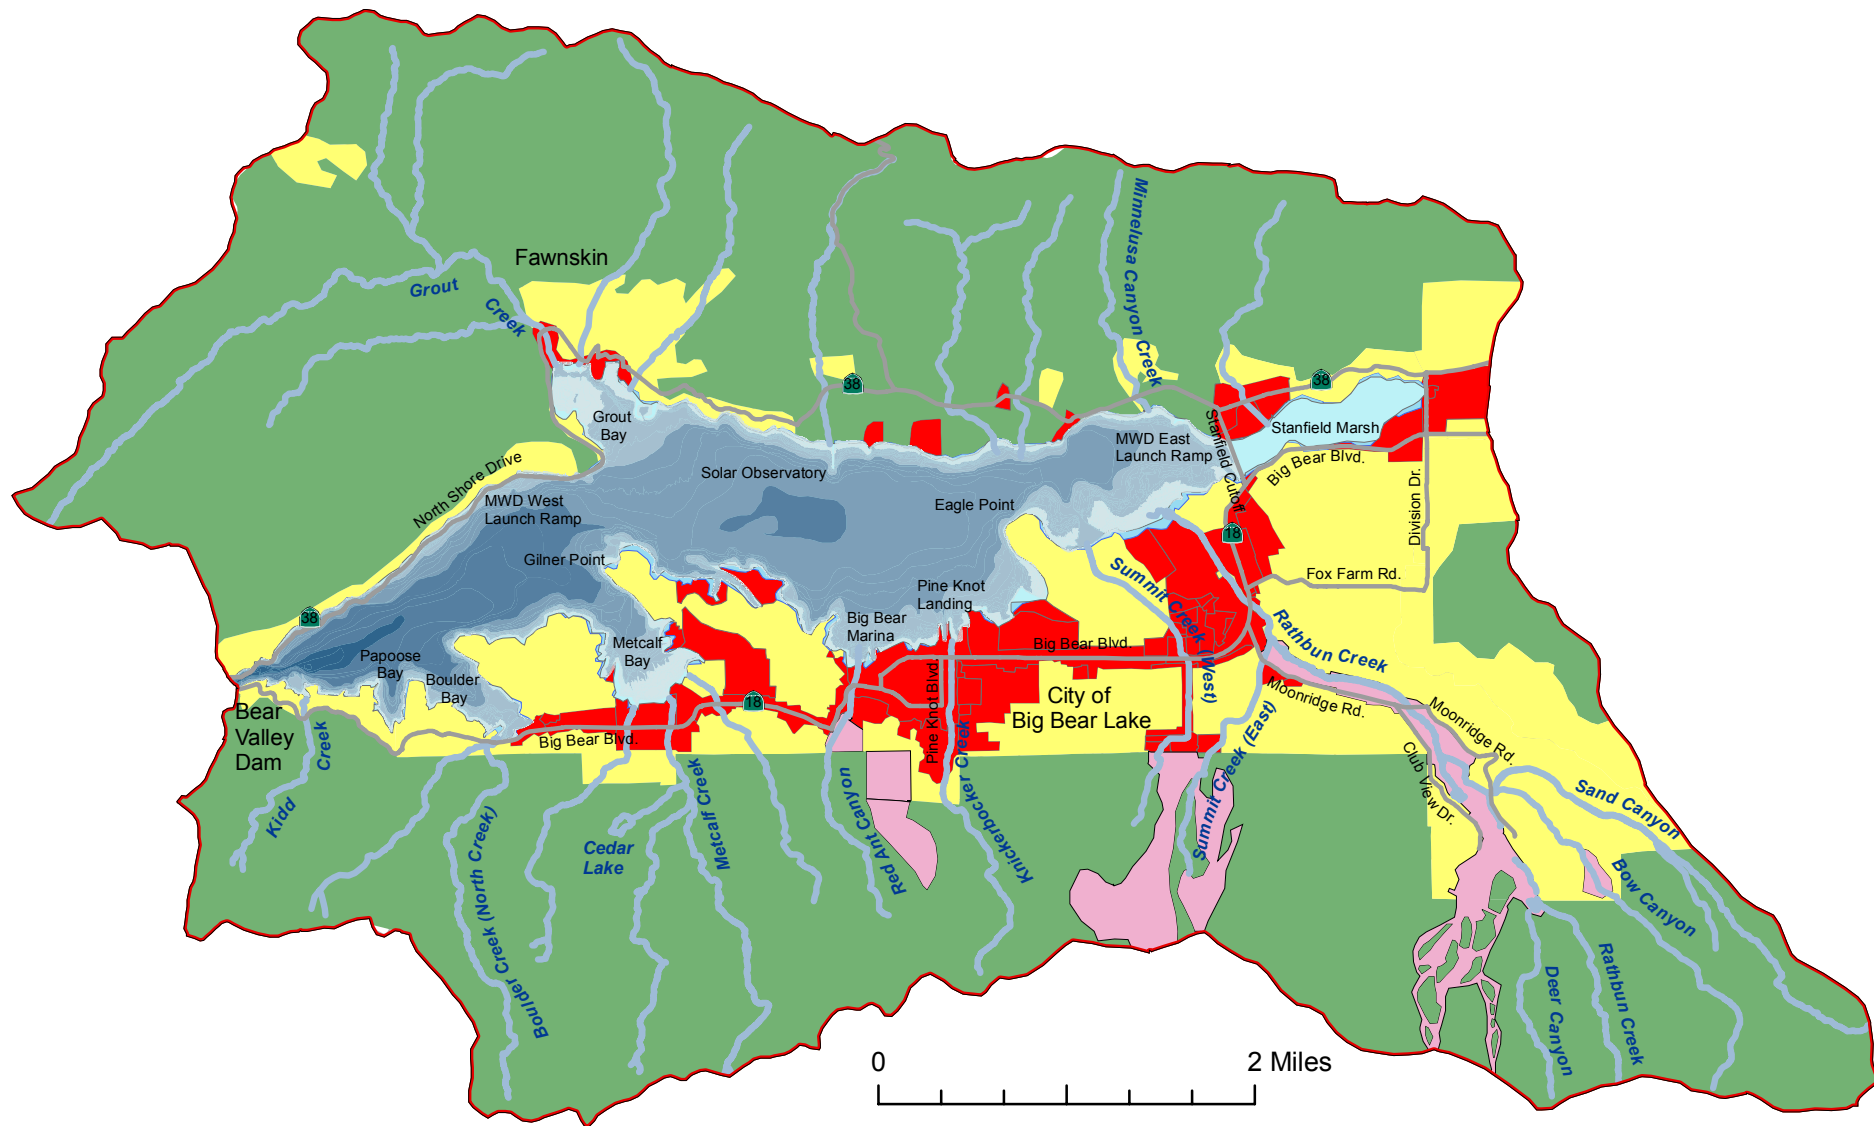 Fawnskin
Grout
Creek
Minnelusa Canyon Creek
38
38
Grout
Bay
Stanfield Cutoff
Stanfield Marsh
MWD East
Launch Ramp
Big Bear Blvd.
Solar Observatory
North Shore Drive
MWD West
Launch Ramp
Eagle Point
Division Dr.
18
Gilner Point
Fox Farm Rd.
Summit Creek (West)
Pine Knot
Landing
38
Big Bear
Marina
Rathbun Creek
Metcalf
Bay
Big Bear Blvd.
Papoose
Bay
Boulder
Bay
Pine Knot Blvd.
City of
Big Bear Lake
Moonridge Rd.
Moonridge Rd.
18
Bear
Valley
Dam
Big Bear Blvd.
Kidd
Creek
Summit Creek (East)
Club View Dr.
Sand Canyon
Boulder Creek (North Creek)
Cedar
Lake
Metcalf Creek
Red Ant Canyon
Knickerbocker Creek
Bow Canyon
Deer Canyon
Rathbun Creek
0
2 Miles